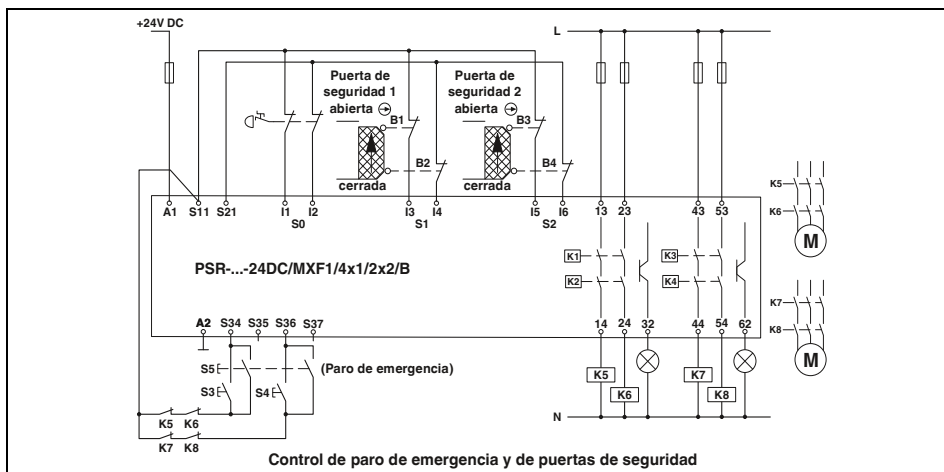 +24V DC
L
Puerta de
seguridad 1
abierta
Puerta de
seguridad 2
abierta
B1
B3
B2
B4
cerrada
cerrada
K5
K6
M
A1 S11 S21 I1 I2 I3 I4 I5 I6 13 23 43 53
S0 S1 S2
K1
K3
K2
K4
PSR-...-24DC/MXF1/4x1/2x2/B
K7
K8
M
A2 S34 S35 S36 S37 14 24 32 44 54 62
S5
(Paro de emergencia)
S3
S4
K5
K7
K6
K8
K5 K6
K7 K8
N
Control de paro de emergencia y de puertas de seguridad